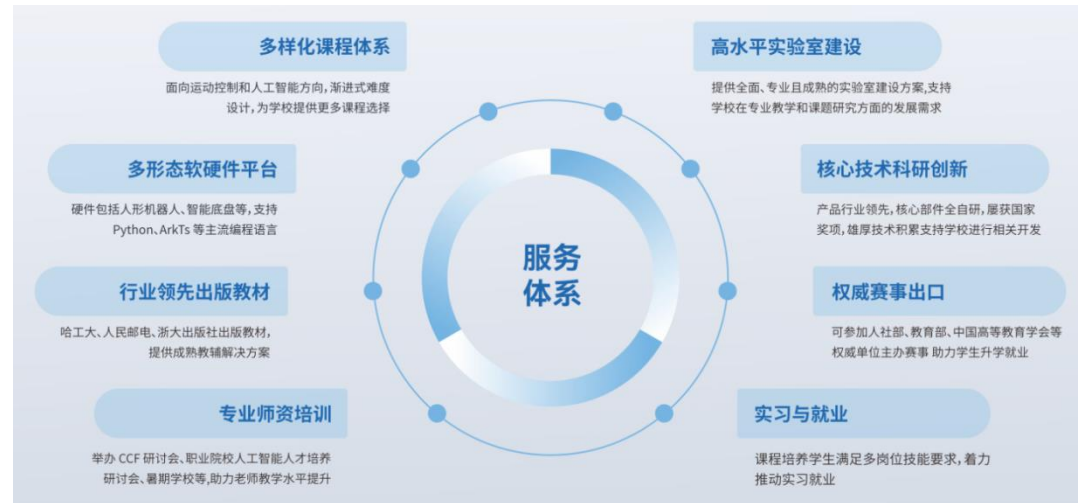 多样化课程体系
面向运动控制和人工智能方向，渐进式难度
设计，为学校提供更多课程选择
多形态软硬件平台
硬件包括人形机器人、智能底盘等，支持
Python、ArkTs 等主流编程语言
行业领先出版教材
哈工大、人民邮电、浙大出版社出版教材，
提供成熟教辅解决方案
专业师资培训
举办 CCF 研讨会、职业院校人工智能人才培养
研讨会、暑期学校等，助力老师教学水平提升
服务
体系
高水平实验室建设
提供全面、专业且成熟的实验室建设方案，支持
学校在专业教学和课题研究方面的发展需求
核心技术科研创新
产品行业领先，核心部件全自研，屡获国家
奖项，雄厚技术积累支持学校进行相关开发
权威赛事出口
可参加人社部、教育部、中国高等教育学会等
权威单位主办赛事 助力学生升学就业
实习与就业
课程培养学生满足多岗位技能要求，着力
推动实习就业